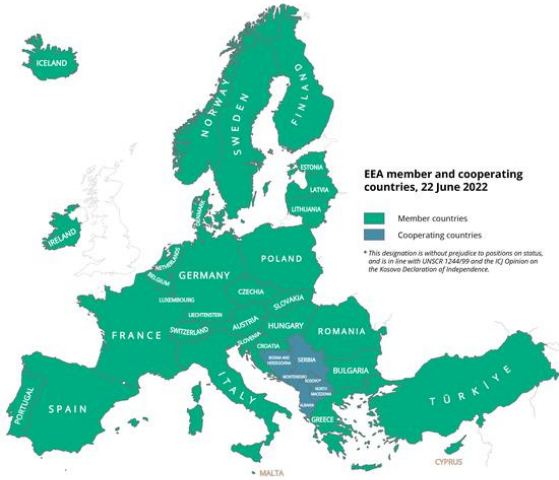 ICELAND
NORWAY
SWEDEN
FINLAND
ESTONIA
LATVIA
LITHUANIA
EEA member and cooperating
countries, 22 June 2022
Member countries
Cooperating countries
* This designation is without prejudice to positions on status,
and is in line with UNSCR 1244/99 and the ICJ Opinion on
the Kosovo Declaration of Independence.
IRELAND
DENMARK
NETHERLANDS
BELGIUM
GERMANY
POLAND
LUXEMBOURG
CZECHIA
SLOVAKIA
LIECHTENSTEIN
FRANCE
SWITZERLAND
AUSTRIA
HUNGARY
SLOVENIA
ROMANIA
CROATIA
BOSNIA AND
HERZEGOVINA
SERBIA
MONTENEGRO
KOSOVO*
BULGARIA
NORTH
MACEDONIA
ALBANIA
ITALY
GREECE
TÜRKİYE
PORTUGAL
SPAIN
MALTA
CYPRUS